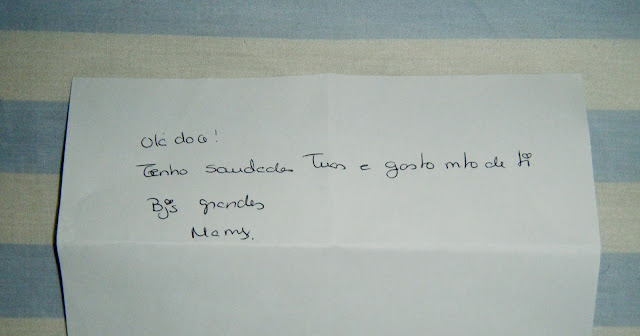 Olá doce!
Tenho saudades Tuas e gosto mto de ti
Bjs grandes
Mamy.